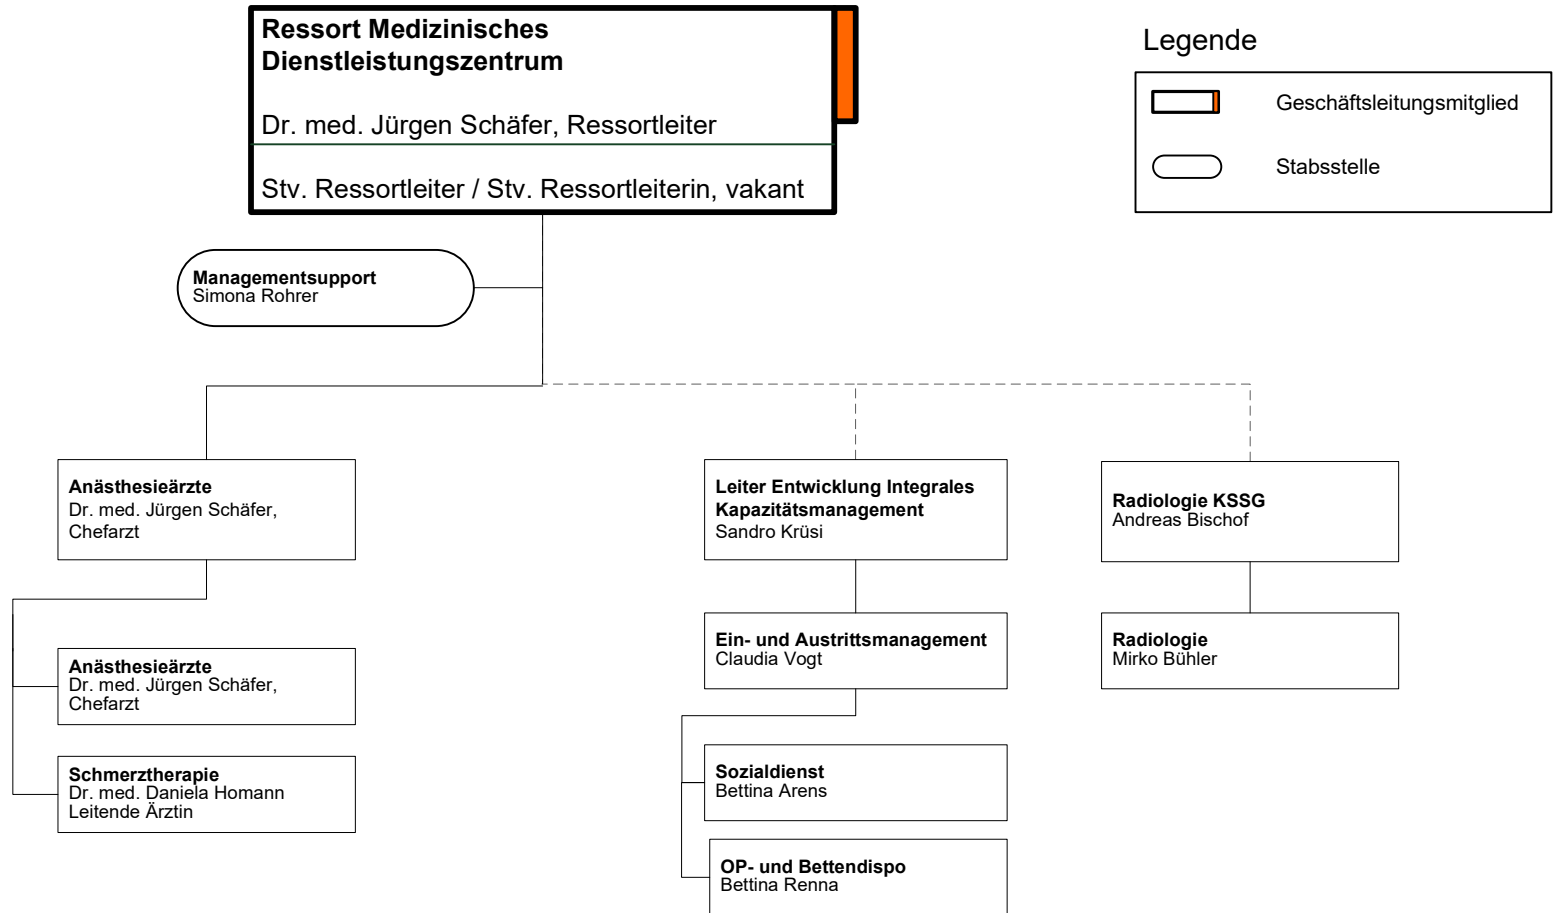 Ressort Medizinisches
Dienstleistungszentrum
Dr. med. Jürgen Schäfer, Ressortleiter
Stv. Ressortleiter / Stv. Ressortleiterin, vakant
Legende
Geschäftsleitungsmitglied
Stabsstelle
Managementsupport
Simona Rohrer
Anästhesieärzte
Dr. med. Jürgen Schäfer,
Chefarzt
Anästhesieärzte
Dr. med. Jürgen Schäfer,
Chefarzt
Schmerztherapie
Dr. med. Daniela Homann
Leitende Ärztin
Leiter Entwicklung Integrales
Kapazitätsmanagement
Sandro Krüsi
Ein- und Austrittsmanagement
Claudia Vogt
Sozialdienst
Bettina Arens
OP- und Bettendispo
Bettina Renna
Radiologie KSSG
Andreas Bischof
Radiologie
Mirko Bühler